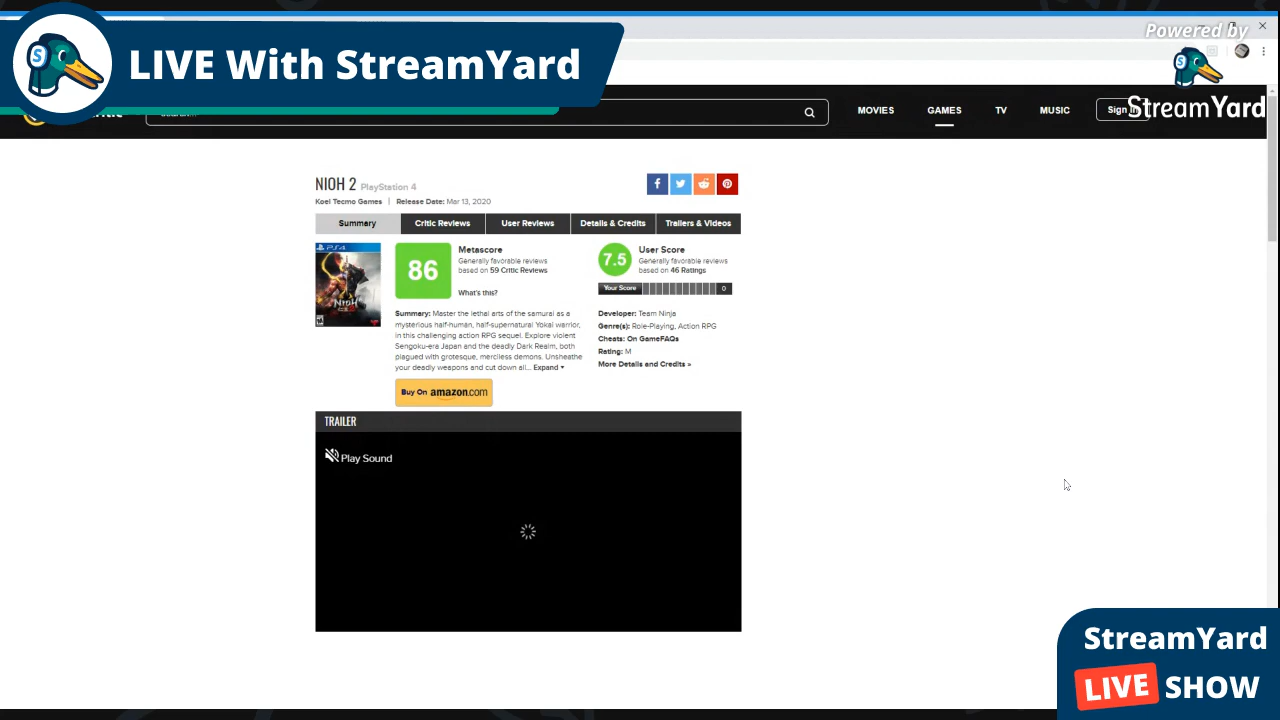 LIVE With StreamYard
Powered by
StreamYard
MOVIES
GAMES
TV
MUSIC
NIOH 2 PlayStation 4
Koei Tecmo Games | Release Date: Mar 13, 2020
Summary
Critic Reviews
User Reviews
Details & Credits
Trailers & Videos
86
Metascore
Generally favorable reviews
based on 59 Critic Reviews
What's this?
7.5
User Score
Generally favorable reviews
based on 46 Ratings
Your Score 0
PS4
NIOH
Summary: Master the lethal arts of the samurai as a
mysterious half-human, half-supernatural Yokai warrior,
in this challenging action RPG sequel. Explore violent
Sengoku-era Japan and the deadly Dark Realm, both
plagued with grotesque, merciless demons. Unsheathe
your deadly weapons and cut down all... Expand
Developer: Team Ninja
Genre(s): Role-Playing, Action RPG
Cheats: On GameFAQs
Rating: M
More Details and Credits »
Buy On amazon.com
TRAILER
Play Sound
StreamYard
LIVE SHOW